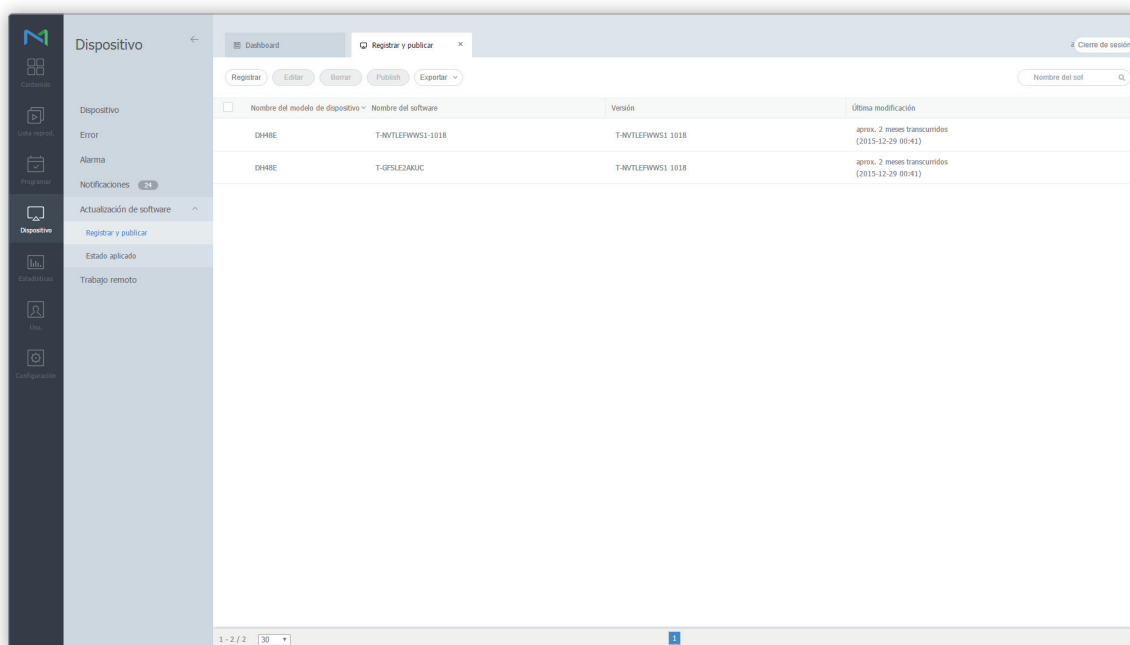 Dispositivo
Contenido
Lista reprod.
Programar
Dispositivo
Estadísticas
Usu.
Configuración
Dispositivo
Error
Alarma
Notificaciones 24
Actualización de software
Registrar y publicar
Estado aplicado
Trabajo remoto
Dashboard
Registrar y publicar ×
Cierre de sesión
Registrar Editar Borrar Publish Exportar
Nombre del sof
Nombre del modelo de dispositivo Nombre del software Versión Última modificación
DH48E T-NVTLEFWWS1-1018 T-NVTLEFWWS1 1018 aprox. 2 meses transcurridos
(2015-12-29 00:41)
DH48E T-GFSLE2AKUC T-NVTLEFWWS1 1018 aprox. 2 meses transcurridos
(2015-12-29 00:41)
1 - 2 / 2 30 1